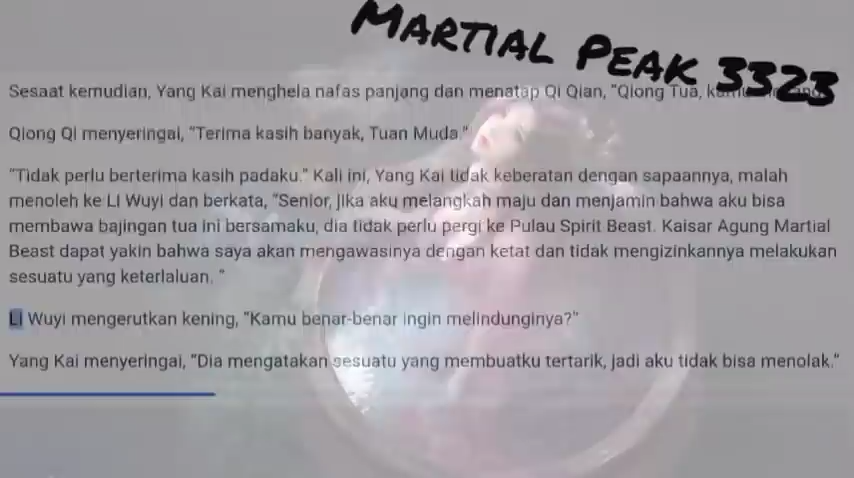 MARTIAL PEAK 3323
Sesaat kemudian, Yang Kai menghela nafas panjang dan menatap Qi Qian, "Qiong Tua,
Qiong Qi menyeringai, "Terima kasih banyak, Tuan Muda."
"Tidak perlu berterima kasih padaku." Kali ini, Yang Kai tidak keberatan dengan sapaannya, malah
menoleh ke LI Wuyi dan berkata, "Senior, jika aku melangkah maju dan menjamin bahwa aku bisa
membawa bajingan tua ini bersamaku, dia tidak perlu pergi ke Pulau Spirit Beast. Kaisar Agung Martial
Beast dapat yakin bahwa saya akan mengawasinya dengan ketat dan tidak mengizinkannya melakukan
sesuatu yang keterlaluan. "
LI Wuyi mengerutkan kening, "Kamu benar-benar ingin melindunginya?"
Yang Kai menyeringai, "Dia mengatakan sesuatu yang membuatku tertarik, jadi aku tidak bisa menolak."